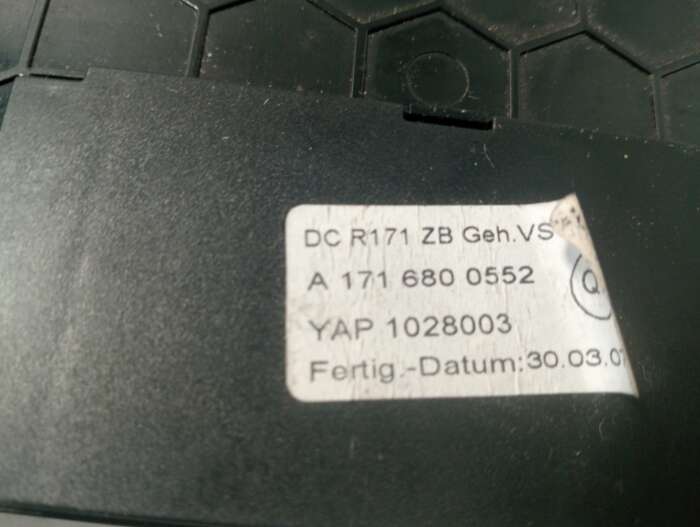 DC R171 ZB Geh.VS
A 171 680 0552
Q
YAP 1028003
Fertig.-Datum:30.03.0